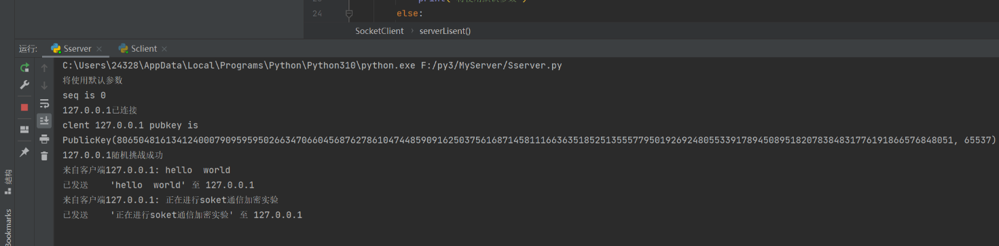 24 else:
SocketClient › serverLisent()
运行: Sserver × Sclient ×
C:\Users\24328\AppData\Local\Programs\Python\Python310\python.exe F:/py3/MyServer/Sserver.py
将使用默认参数
seq is 0
127.0.0.1已连接
clent 127.0.0.1 pubkey is
PublicKey(8065048161341240007909595950266347066045687627861047448590916250375616871458111663635185251355577950192692480553391789450895182078384831776191866576848051, 65537)
127.0.0.1随机挑战成功
来自客户端127.0.0.1: hello  world
已发送    'hello  world' 至 127.0.0.1
来自客户端127.0.0.1: 正在进行soket通信加密实验
已发送    '正在进行soket通信加密实验' 至 127.0.0.1
结构
Bookmarks